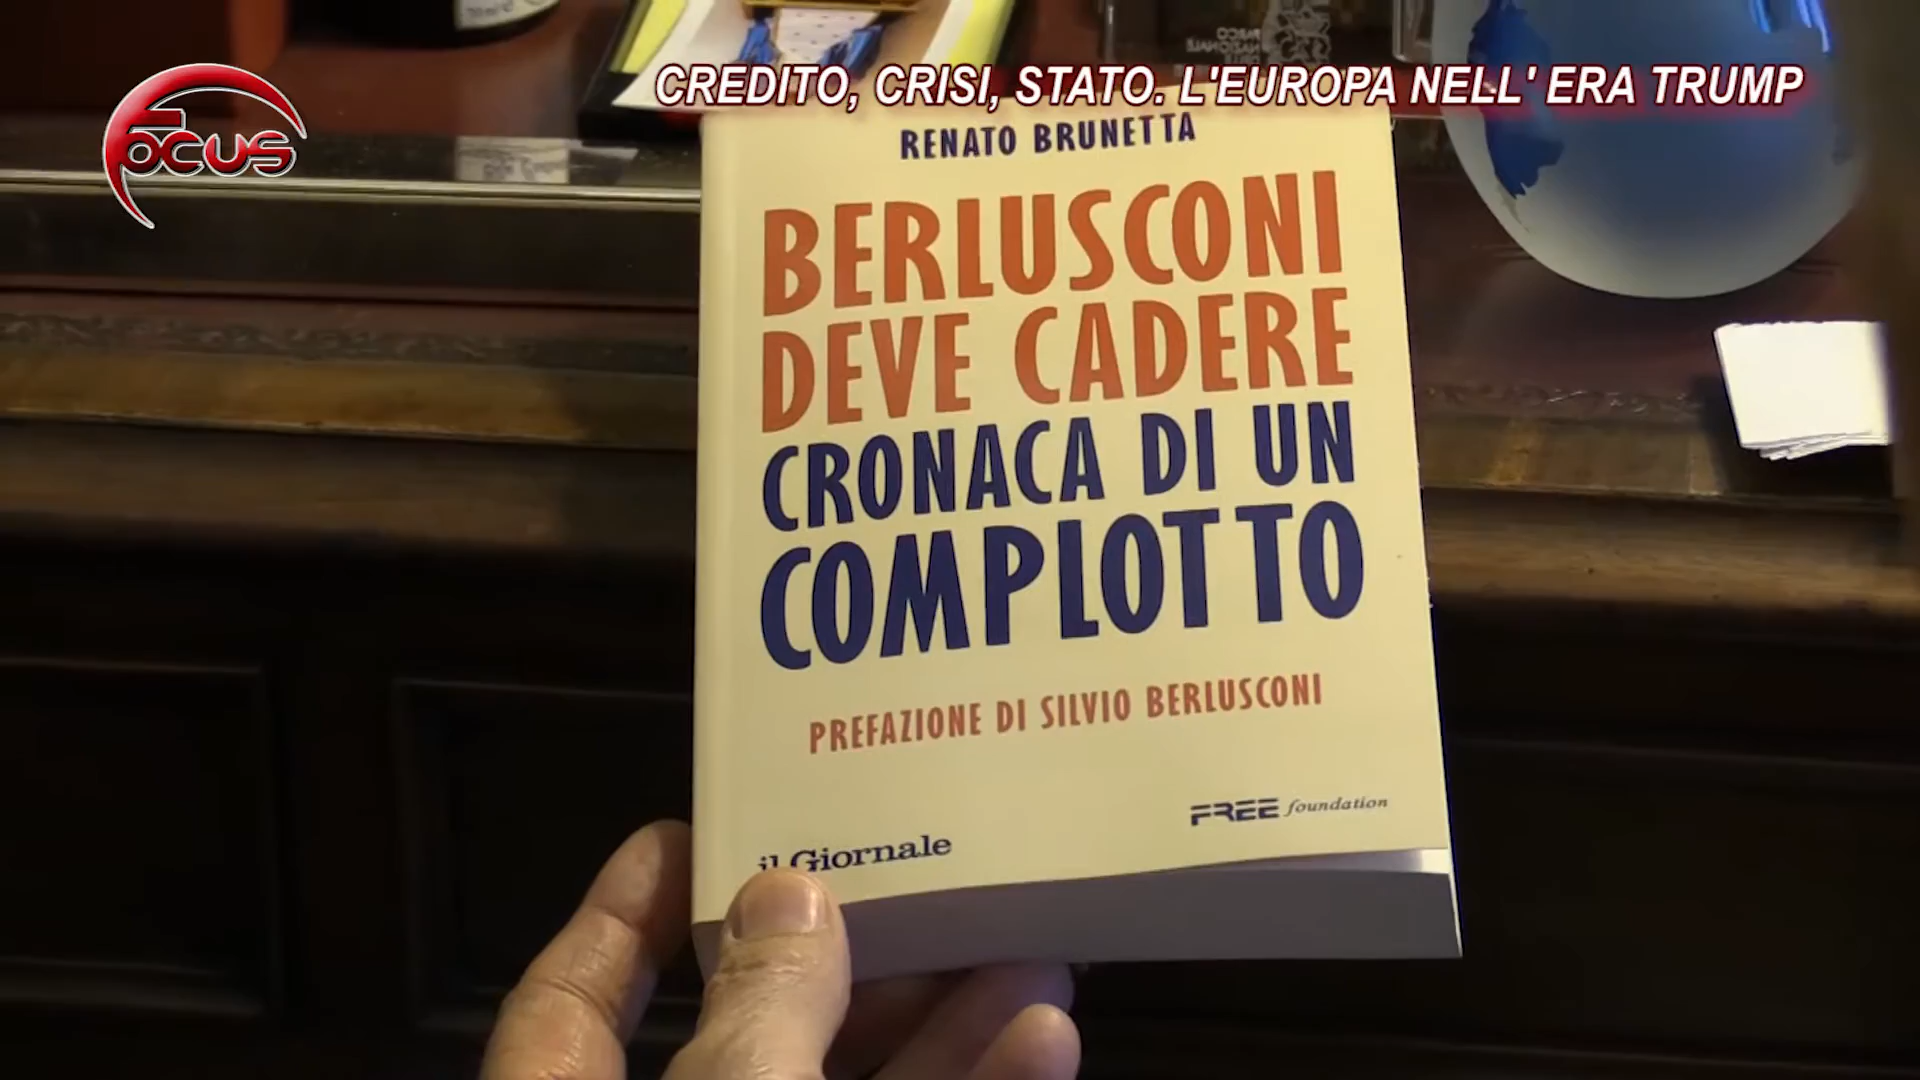 CREDITO, CRISI, STATO. L'EUROPA NELL' ERA TRUMP
FOCUS
RENATO BRUNETTA
BERLUSCONI
DEVE CADERE
CRONACA DI UN
COMPLOTTO
PREFAZIONE DI SILVIO BERLUSCONI
FREE foundation
il Giornale